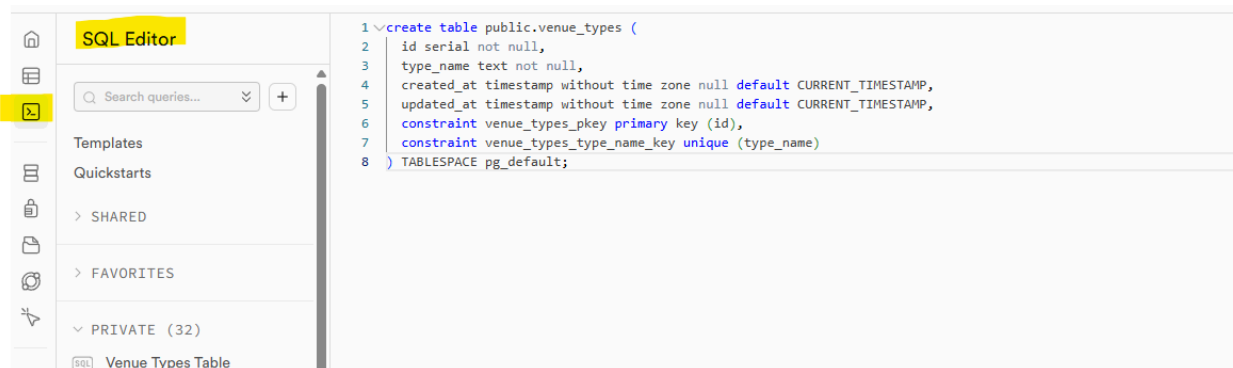 SQL Editor
Search queries...
Templates
Quickstarts
SHARED
FAVORITES
PRIVATE (32)
SQL Venue Types Table
1 create table public.venue_types (
2 id serial not null,
3 type_name text not null,
4 created_at timestamp without time zone null default CURRENT_TIMESTAMP,
5 updated_at timestamp without time zone null default CURRENT_TIMESTAMP,
6 constraint venue_types_pkey primary key (id),
7 constraint venue_types_type_name_key unique (type_name)
8 ) TABLESPACE pg_default;